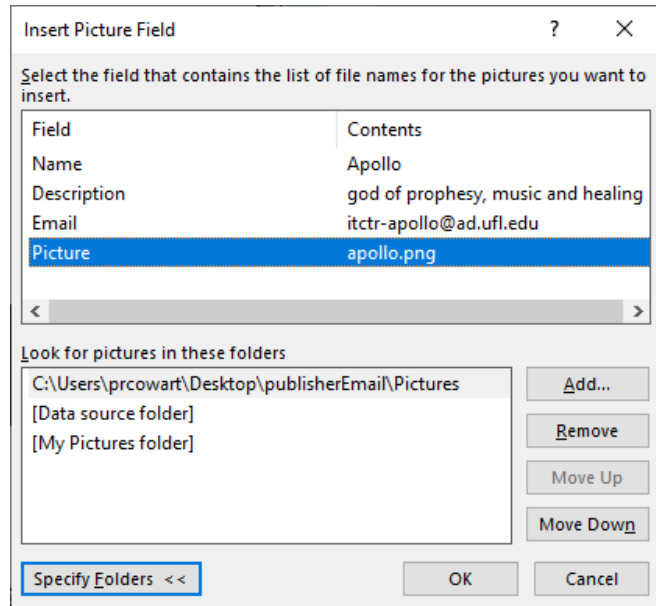 Insert Picture Field
?
Select the field that contains the list of file names for the pictures you want to
insert.
Field Contents
Name Apollo
Description god of prophesy, music and healing
Email itctr-apollo@ad.ufl.edu
Picture apollo.png
Look for pictures in these folders
C:\Users\prcowart\Desktop\publisherEmail\Pictures
[Data source folder]
[My Pictures folder]
Add...
Remove
Move Up
Move Down
Specify Folders <<
OK
Cancel